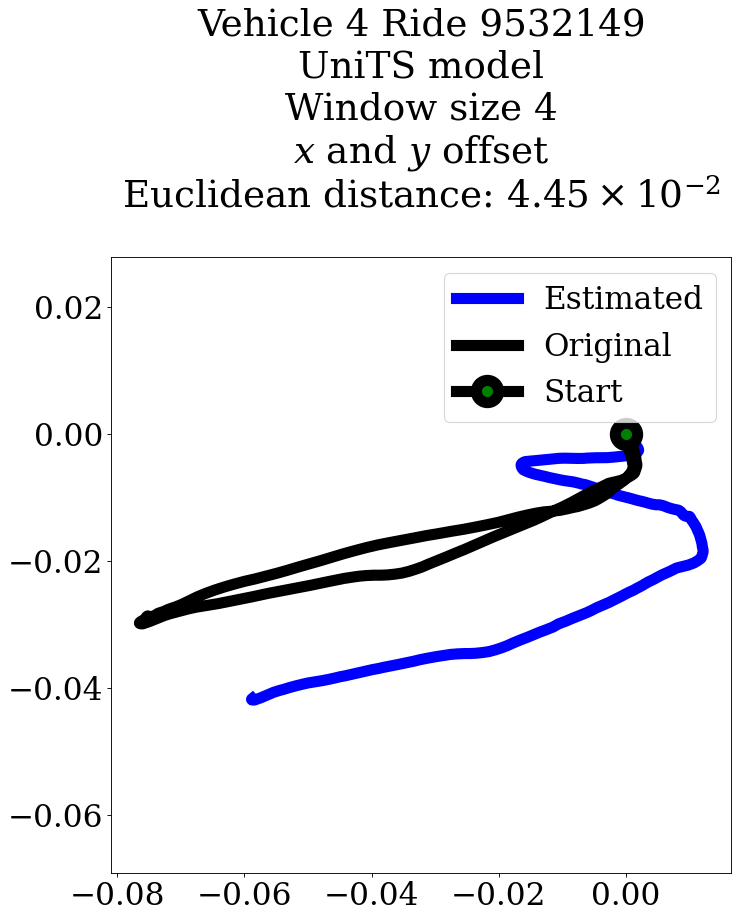 Vehicle 4 Ride 9532149
UniTS model
Window size 4
x and y offset
Euclidean distance: 4.45 × 10⁻²
Estimated
Original
Start
0.02
0.00
−0.02
−0.04
−0.06
−0.08 −0.06 −0.04 −0.02 0.00